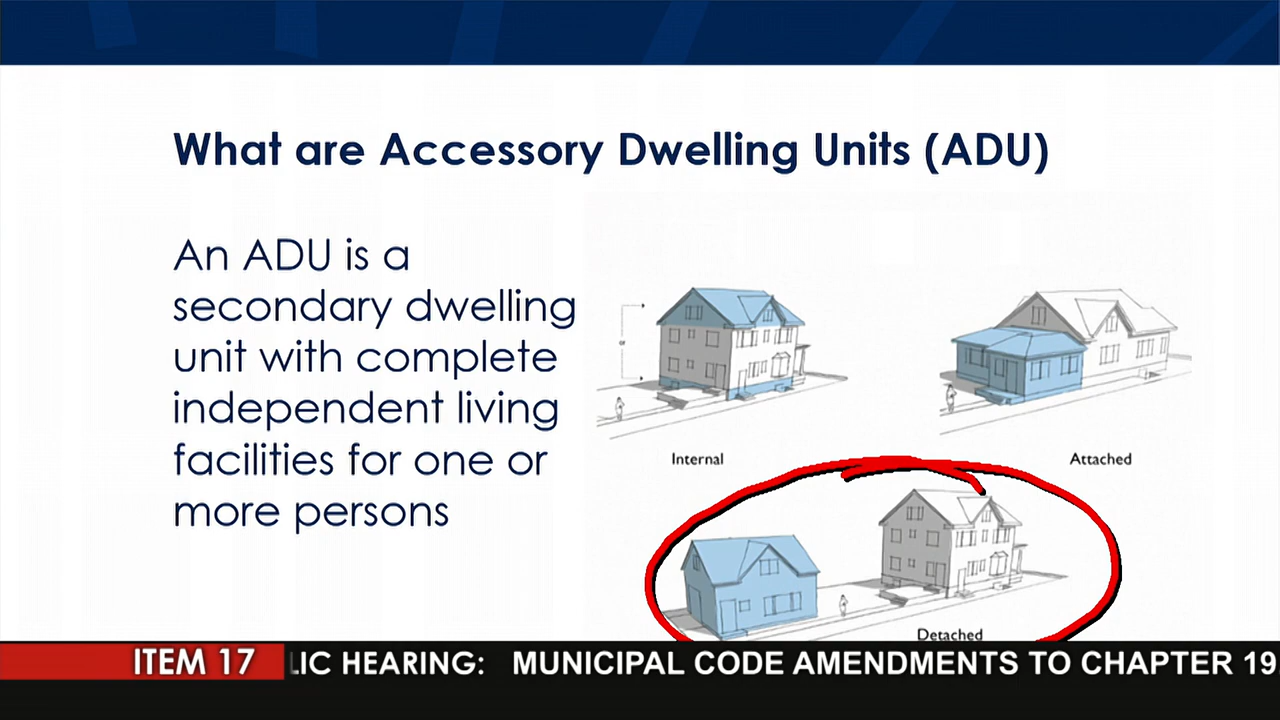 What are Accessory Dwelling Units (ADU)
An ADU is a
secondary dwelling
unit with complete
independent living
facilities for one or
more persons
or
Internal
Attached
Detached
ITEM 17
LIC HEARING: MUNICIPAL CODE AMENDMENTS TO CHAPTER 19